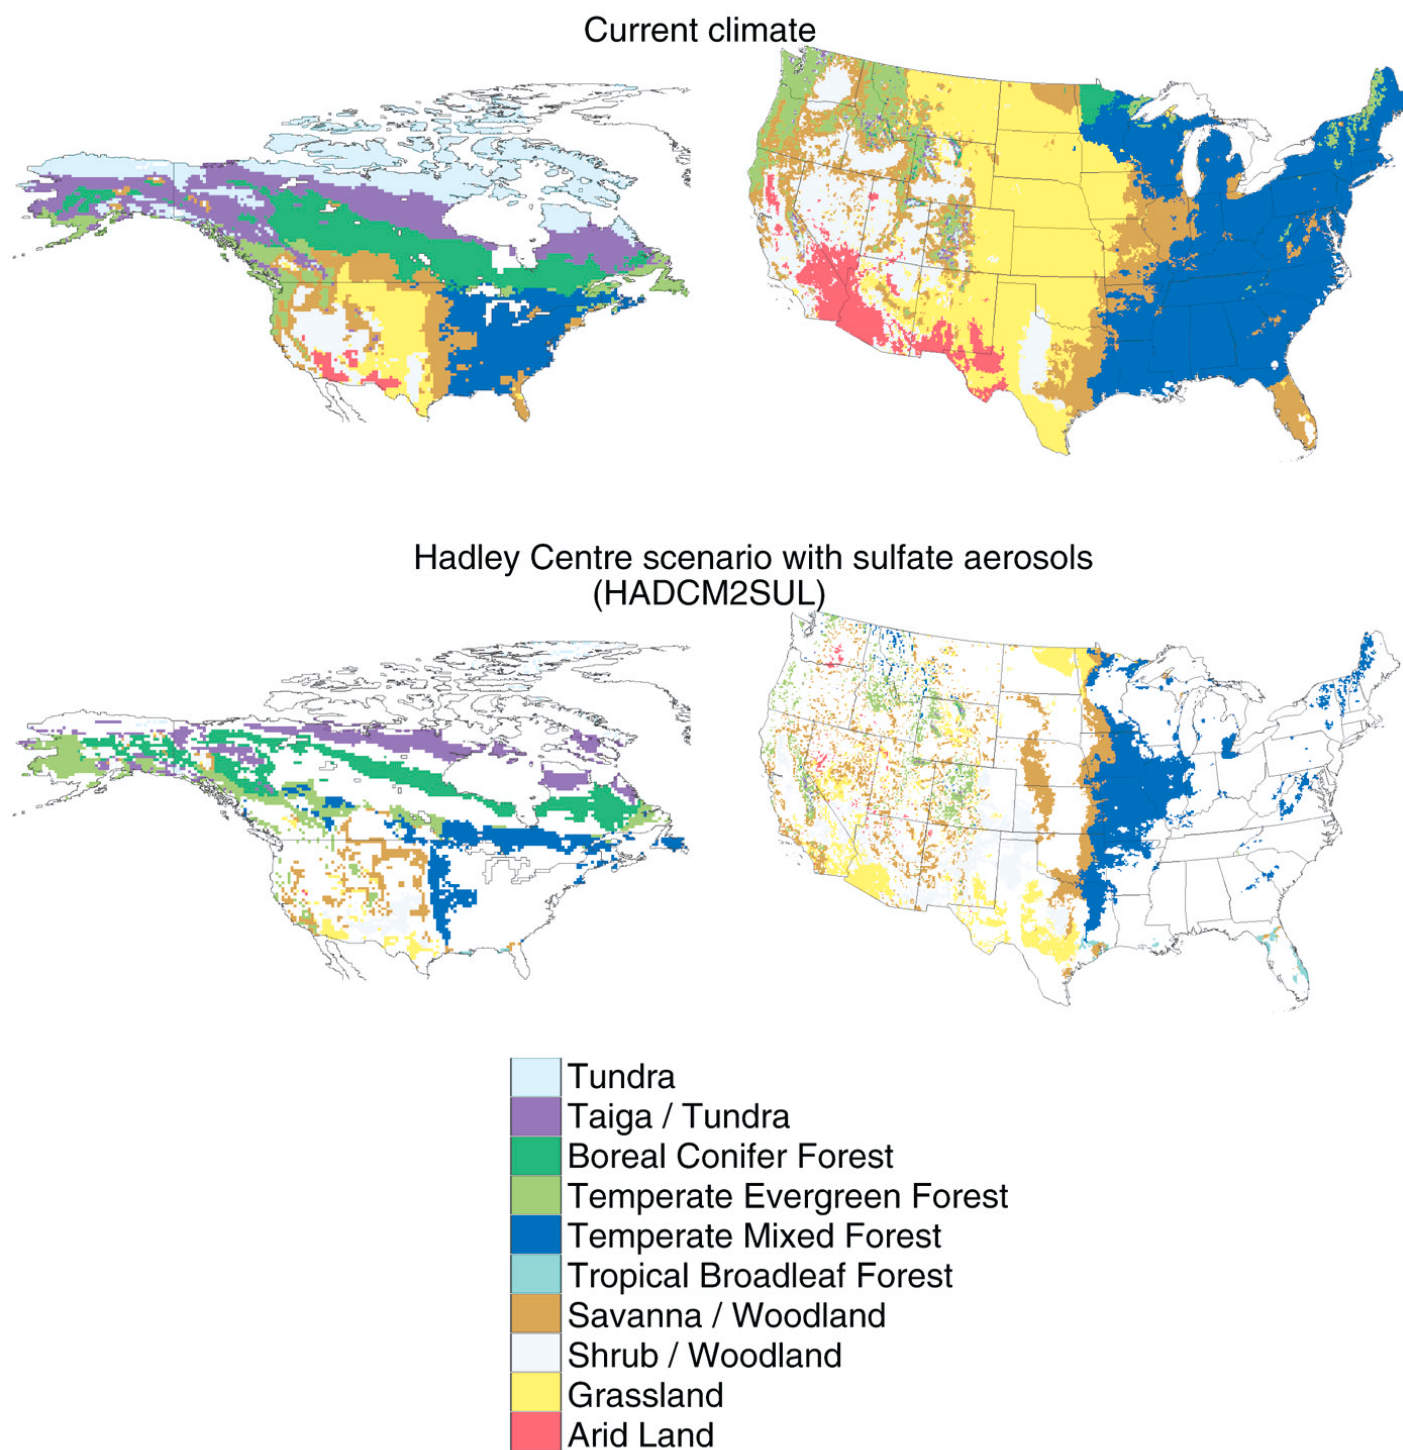 Current climate
Hadley Centre scenario with sulfate aerosols
(HADCM2SUL)
Tundra
Taiga / Tundra
Boreal Conifer Forest
Temperate Evergreen Forest
Temperate Mixed Forest
Tropical Broadleaf Forest
Savanna / Woodland
Shrub / Woodland
Grassland
Arid Land